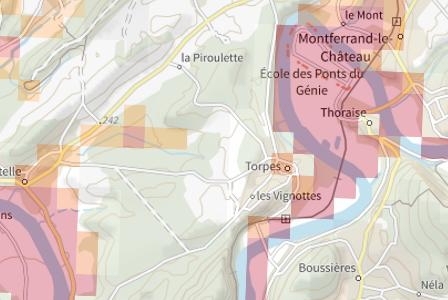 le Mont
Montferrand-le-
Château
la Piroulette
École des Ponts du
Génie
Thoraise
242
Torpes
telle
les Vignottes
ns
Boussières
Néla